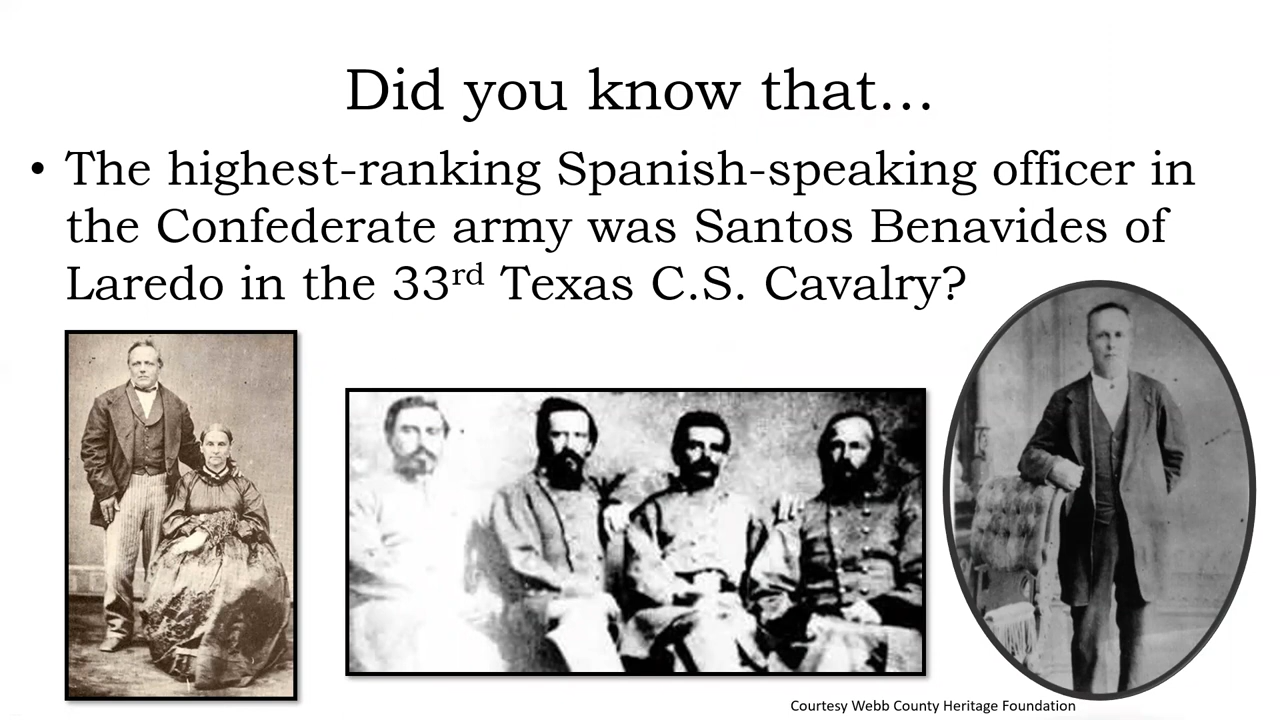 Did you know that…
• The highest-ranking Spanish-speaking officer in
the Confederate army was Santos Benavides of
Laredo in the 33rd Texas C.S. Cavalry?
Courtesy Webb County Heritage Foundation